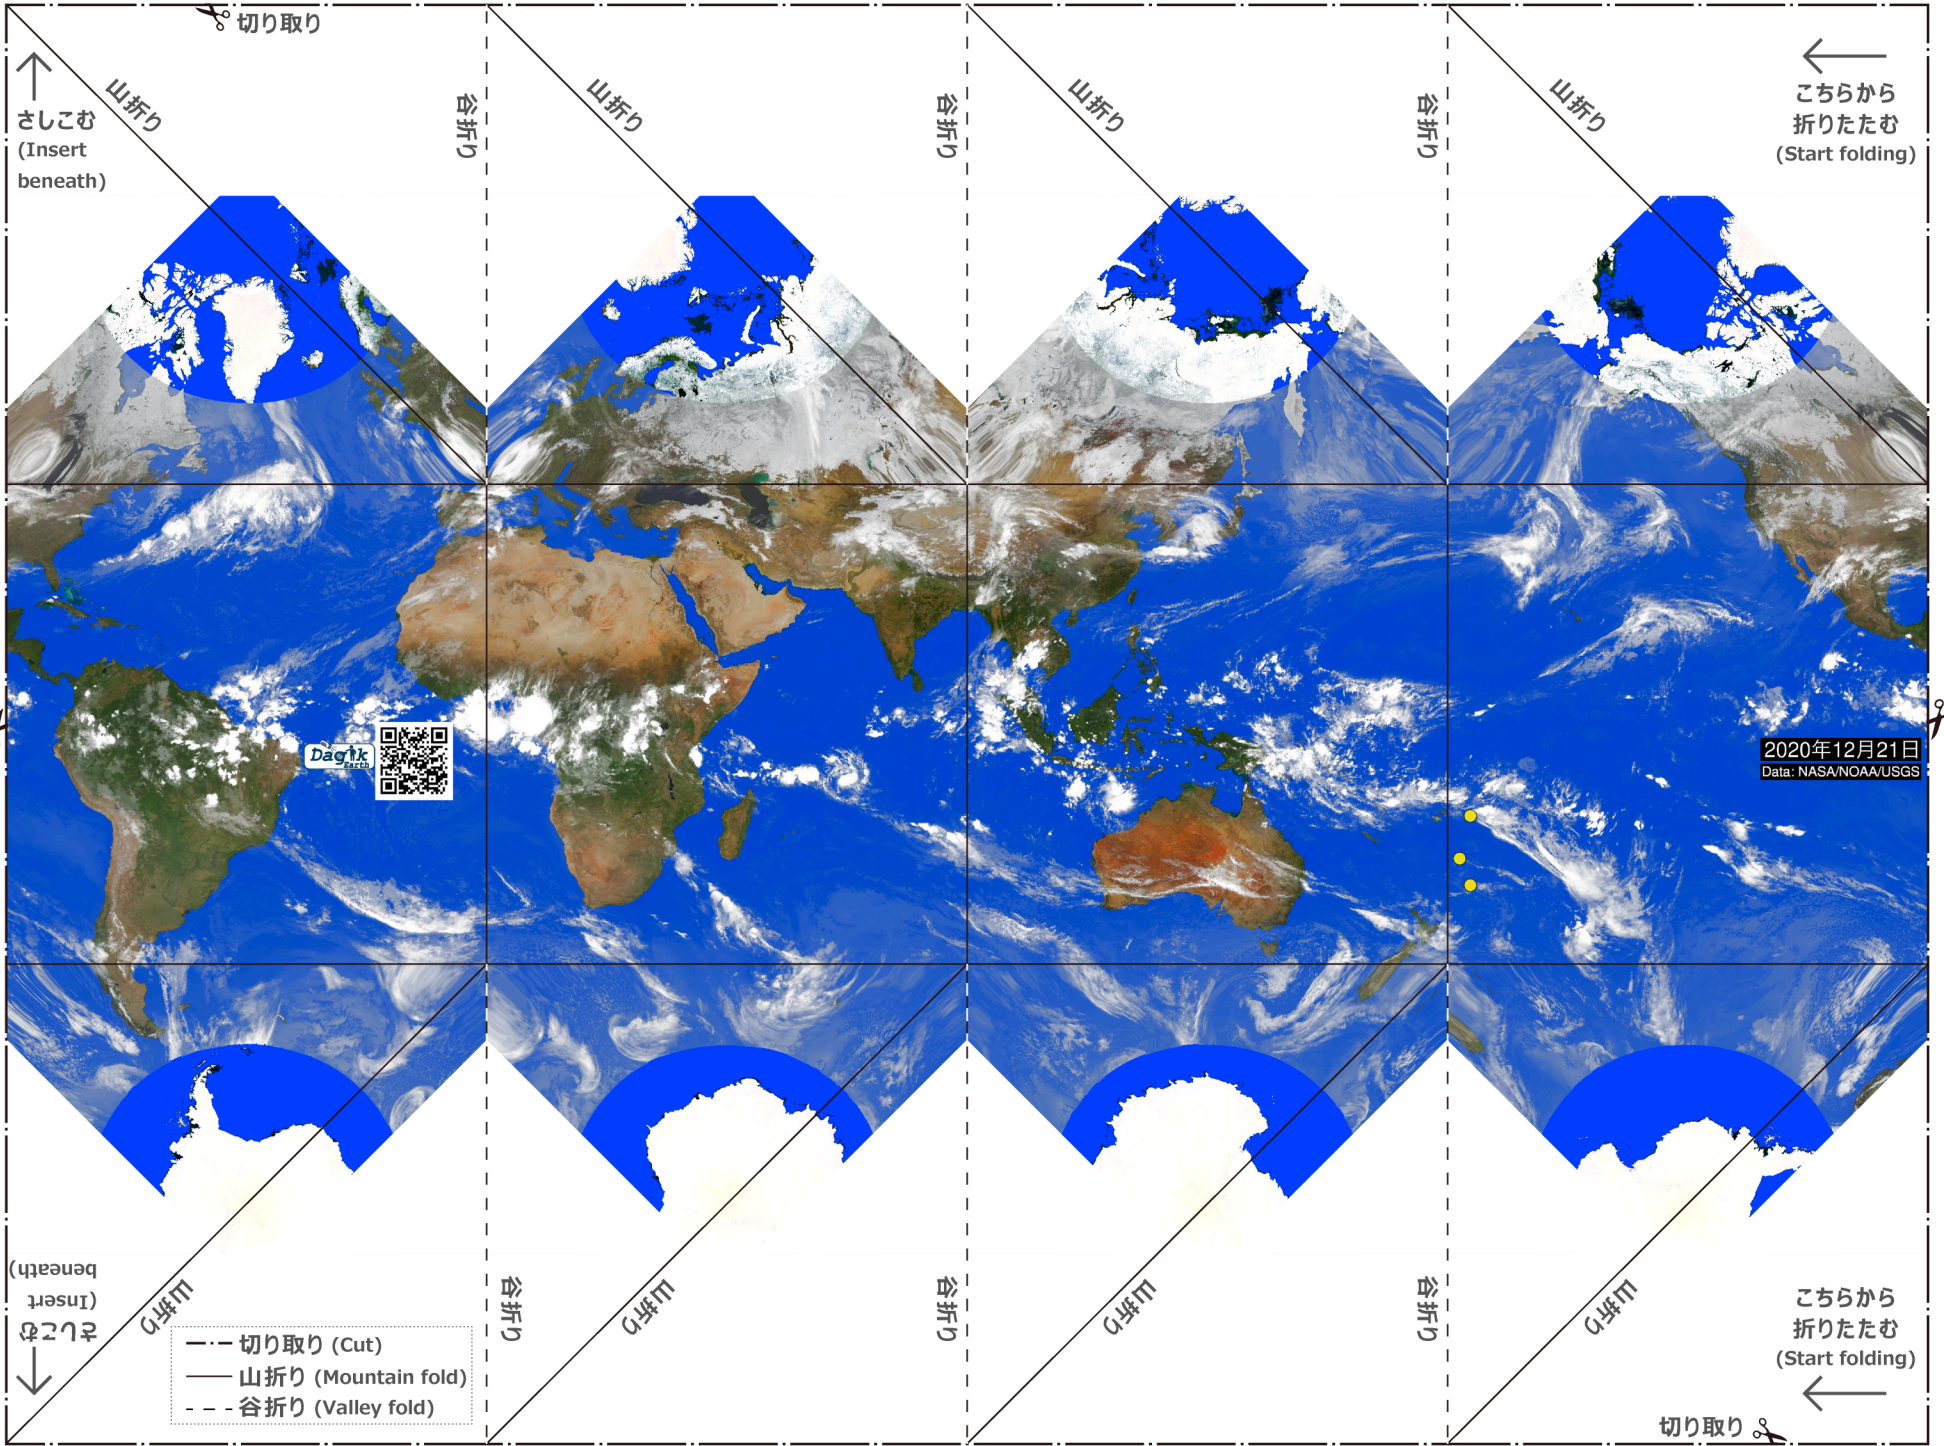 切り取り
山折り
谷折り
山折り
谷折り
山折り
谷折り
山折り
こちらから
折りたたむ
(Start folding)
さしこむ
(Insert
beneath)
Dagik
Earth
2020年12月21日
Data: NASA/NOAA/USGS
さしこむ
(Insert
beneath)
山折り
谷折り
山折り
谷折り
山折り
谷折り
山折り
こちらから
折りたたむ
(Start folding)
切り取り (Cut)
山折り (Mountain fold)
谷折り (Valley fold)
切り取り